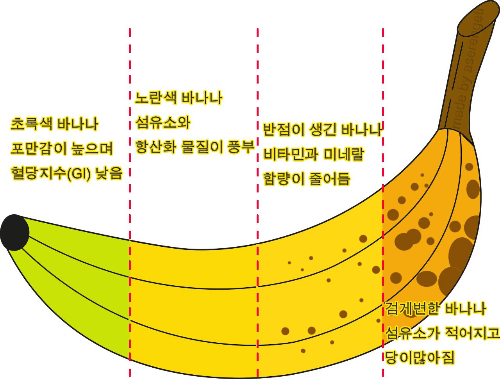 초록색 바나나
포만감이 높으며
혈당지수(GI) 낮음
노란색 바나나
섬유소와
항산화 물질이 풍부
반점이 생긴 바나나
비타민과 미네랄
함량이 줄어듬
검게변한 바나나
섬유소가 적어지고
당이많아짐